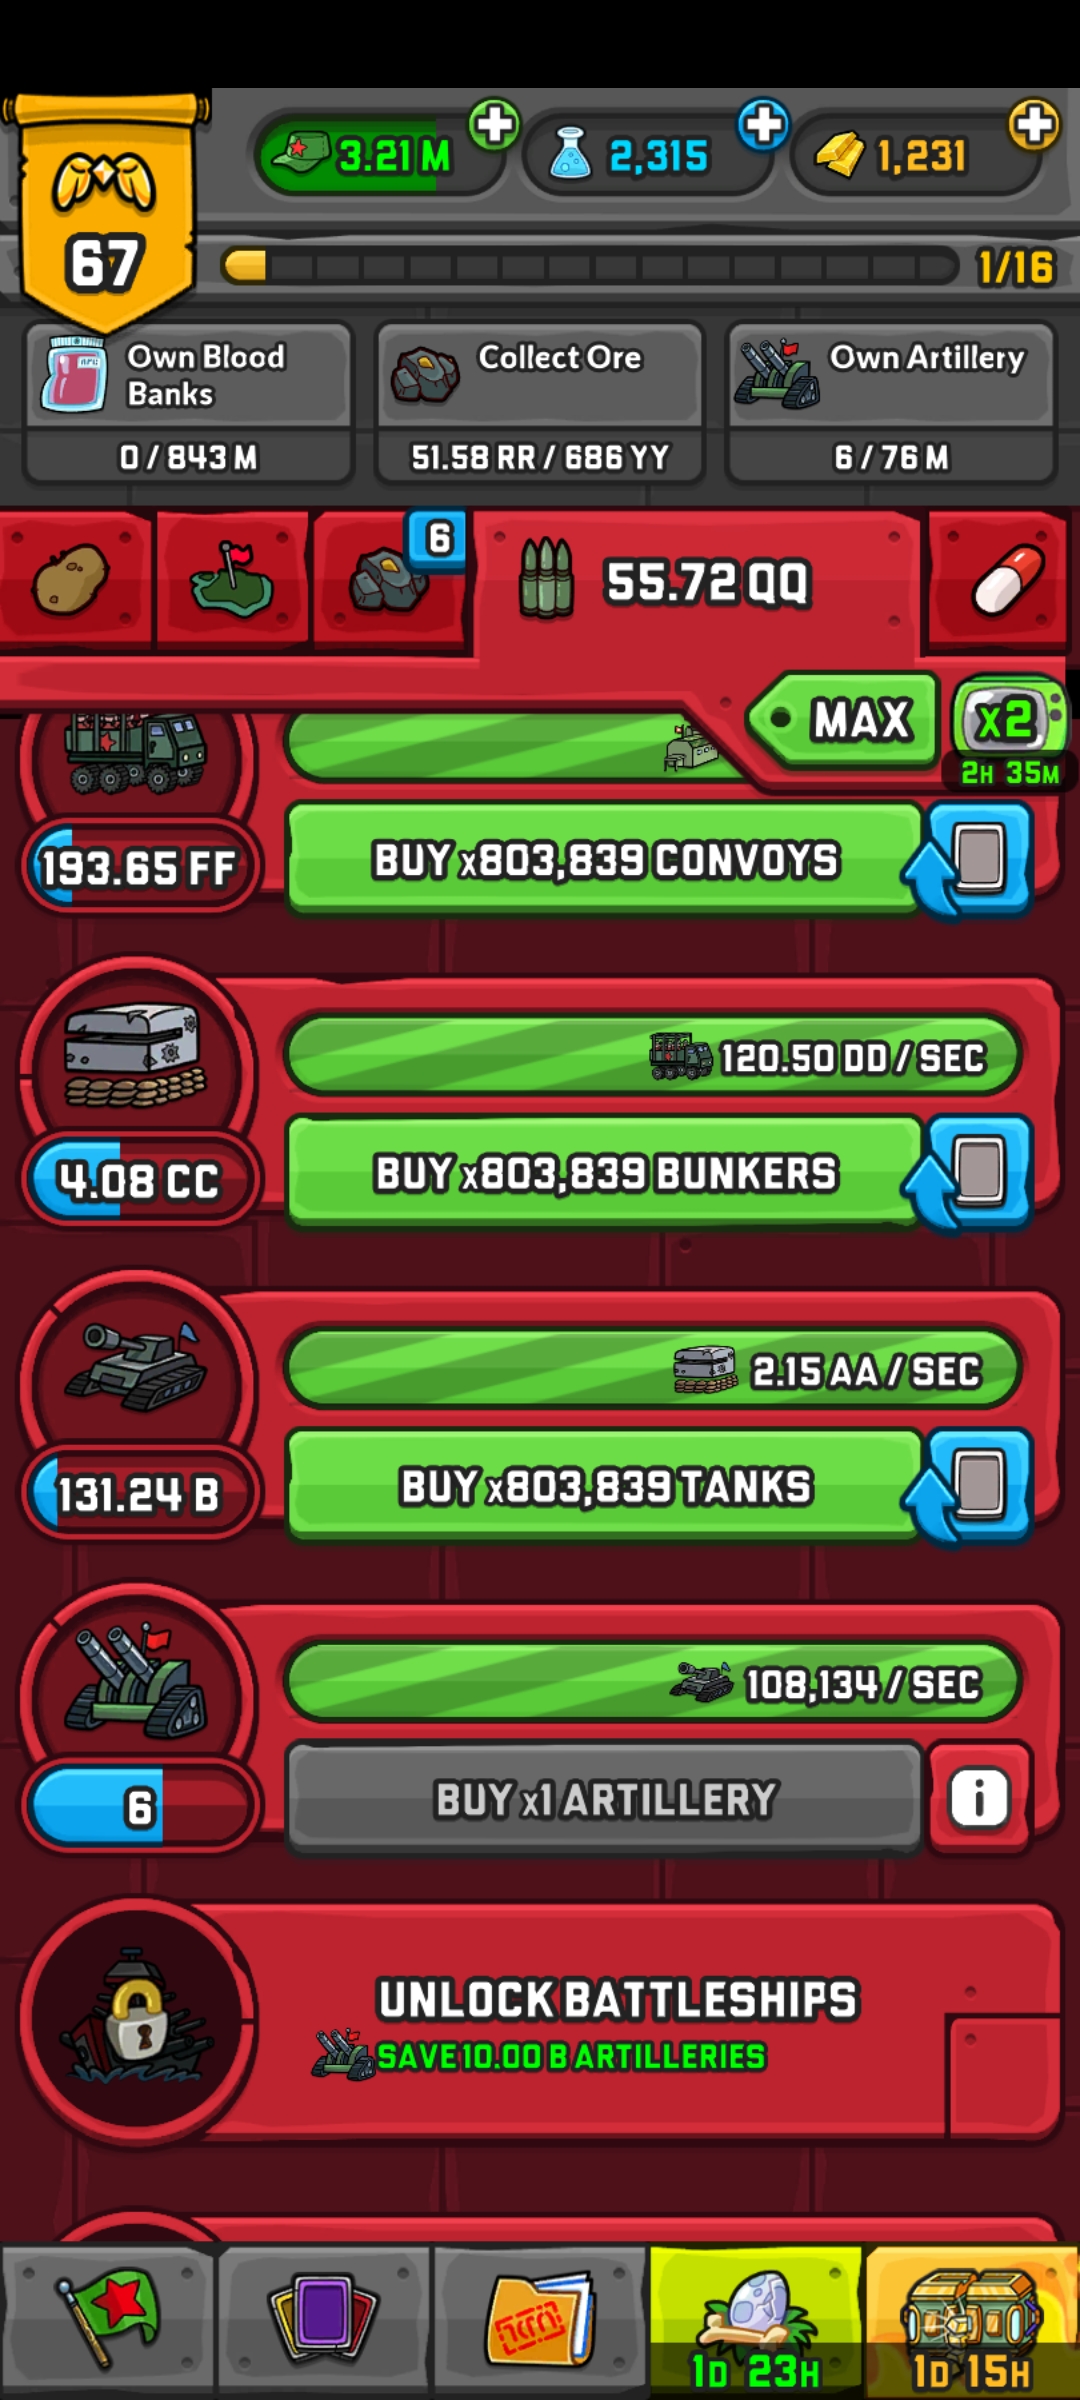 3.21 M
2,315
1,231
67
1/16
Own Blood
Banks
0 / 843 M
Collect Ore
51.58 RR / 686 YY
Own Artillery
6 / 76 M
6
55.72 QQ
MAX
x2
2H 35M
193.65 FF
BUY x803,839 CONVOYS
120.50 DD / SEC
4.08 CC
BUY x803,839 BUNKERS
2.15 AA / SEC
131.24 B
BUY x803,839 TANKS
108,134 / SEC
6
BUY x1 ARTILLERY
i
UNLOCK BATTLESHIPS
SAVE 10.00 B ARTILLERIES
1D 23H
1D 15H